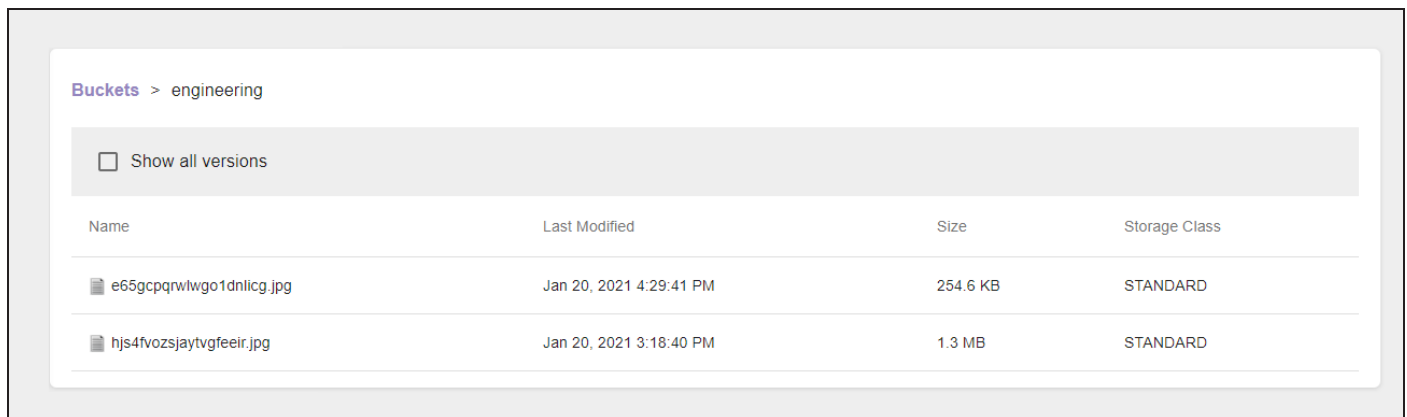 Buckets > engineering
Show all versions
Name Last Modified Size Storage Class
e65gcpqrwlwgo1dnlicg.jpg Jan 20, 2021 4:29:41 PM 254.6 KB STANDARD
hjs4fvozsjaytvgfeeir.jpg Jan 20, 2021 3:18:40 PM 1.3 MB STANDARD